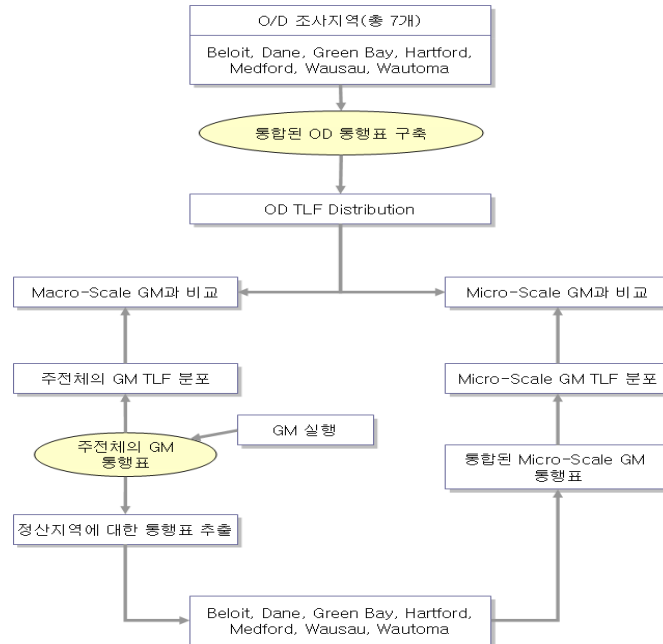 O/D 조사지역(총 7개)
Beloit, Dane, Green Bay, Hartford,
Medford, Wausau, Wautoma
통합된 OD 통행표 구축
OD TLF Distribution
Macro-Scale GM과 비교
Micro-Scale GM과 비교
주전체의 GM TLF 분포
Micro-Scale GM TLF 분포
GM 실행
주전체의 GM
통행표
통합된 Micro-Scale GM
통행표
정산지역에 대한 통행표 추출
Beloit, Dane, Green Bay, Hartford,
Medford, Wausau, Wautoma